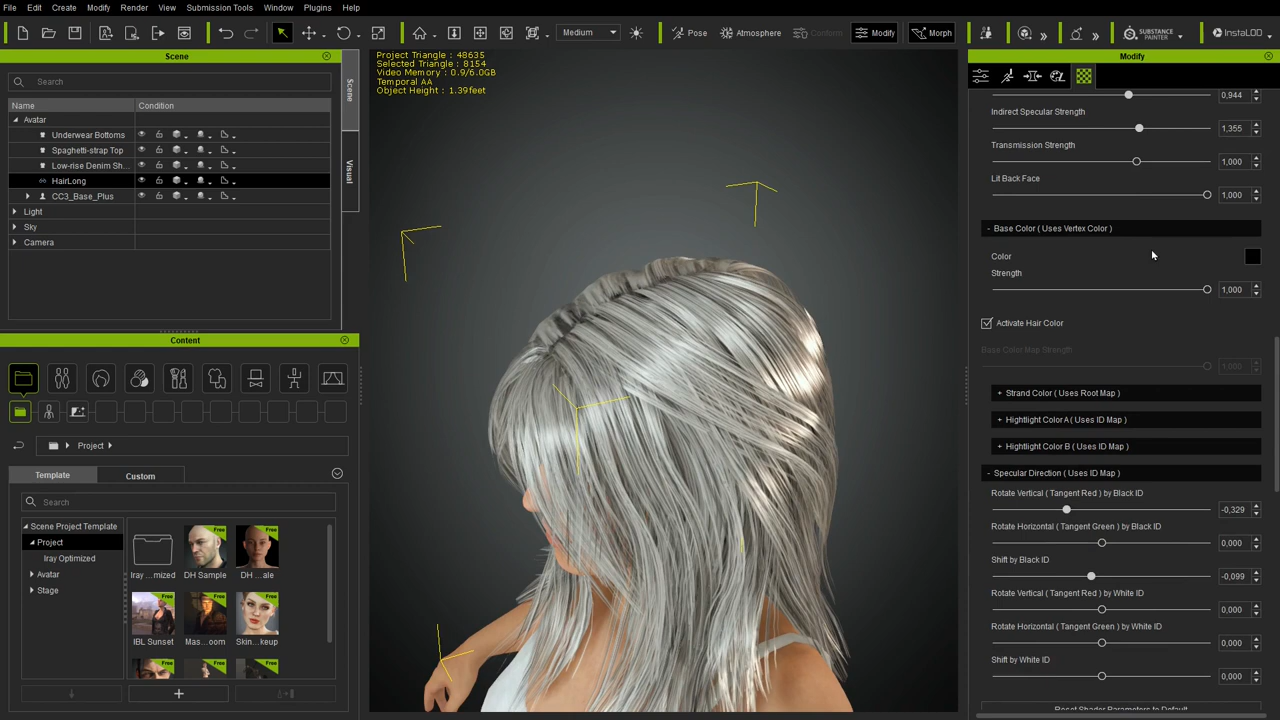 File Edit Create Modify Render View Submission Tools Window Plugins Help
Medium Pose Atmosphere Conform Modify Morph SUBSTANCE PAINTER InstaLOD
Scene
Search
Name Condition
Avatar
Underwear Bottoms
Spaghetti-strap Top
Low-rise Denim Sh...
HairLong
CC3_Base_Plus
Light
Sky
Camera
Scene
Visual
Content
Project
Template Custom
Search
Scene Project Template
Project
Iray Optimized
Avatar
Stage
Free Free
Iray ...mized DH Sample DH ...ale
Free Free Free
IBL Sunset Mas...oom Skin...keup
Free Free
Project Triangle : 48635
Selected Triangle : 8154
Video Memory : 0.9/6.0GB
Temporal AA
Object Height : 1.39feet
Modify
0,944
Indirect Specular Strength
1,355
Transmission Strength
1,000
Lit Back Face
1,000
- Base Color ( Uses Vertex Color )
Color
Strength
1,000
Activate Hair Color
Base Color Map Strength
1,000
+ Strand Color ( Uses Root Map )
+ Hightlight Color A ( Uses ID Map )
+ Hightlight Color B ( Uses ID Map )
- Specular Direction ( Uses ID Map )
Rotate Vertical ( Tangent Red ) by Black ID
-0,329
Rotate Horizontal ( Tangent Green ) by Black ID
0,000
Shift by Black ID
-0,099
Rotate Vertical ( Tangent Red ) by White ID
0,000
Rotate Horizontal ( Tangent Green ) by White ID
0,000
Shift by White ID
0,000
Reset Shader Parameters to Default